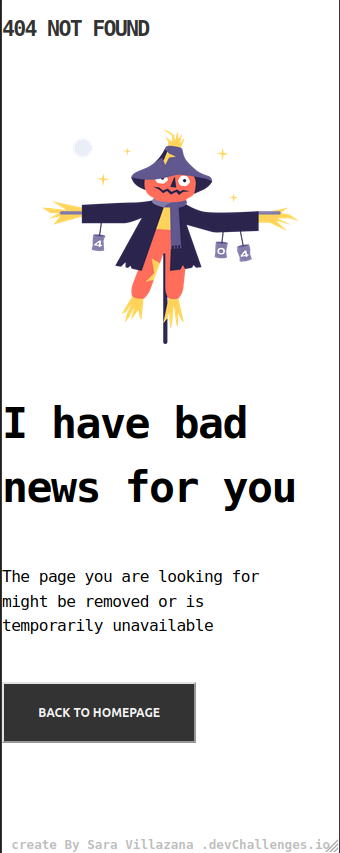 404 NOT FOUND
4
0
4
I have bad
news for you
The page you are looking for
might be removed or is
temporarily unavailable
BACK TO HOMEPAGE
create By Sara Villazana .devChallenges.io